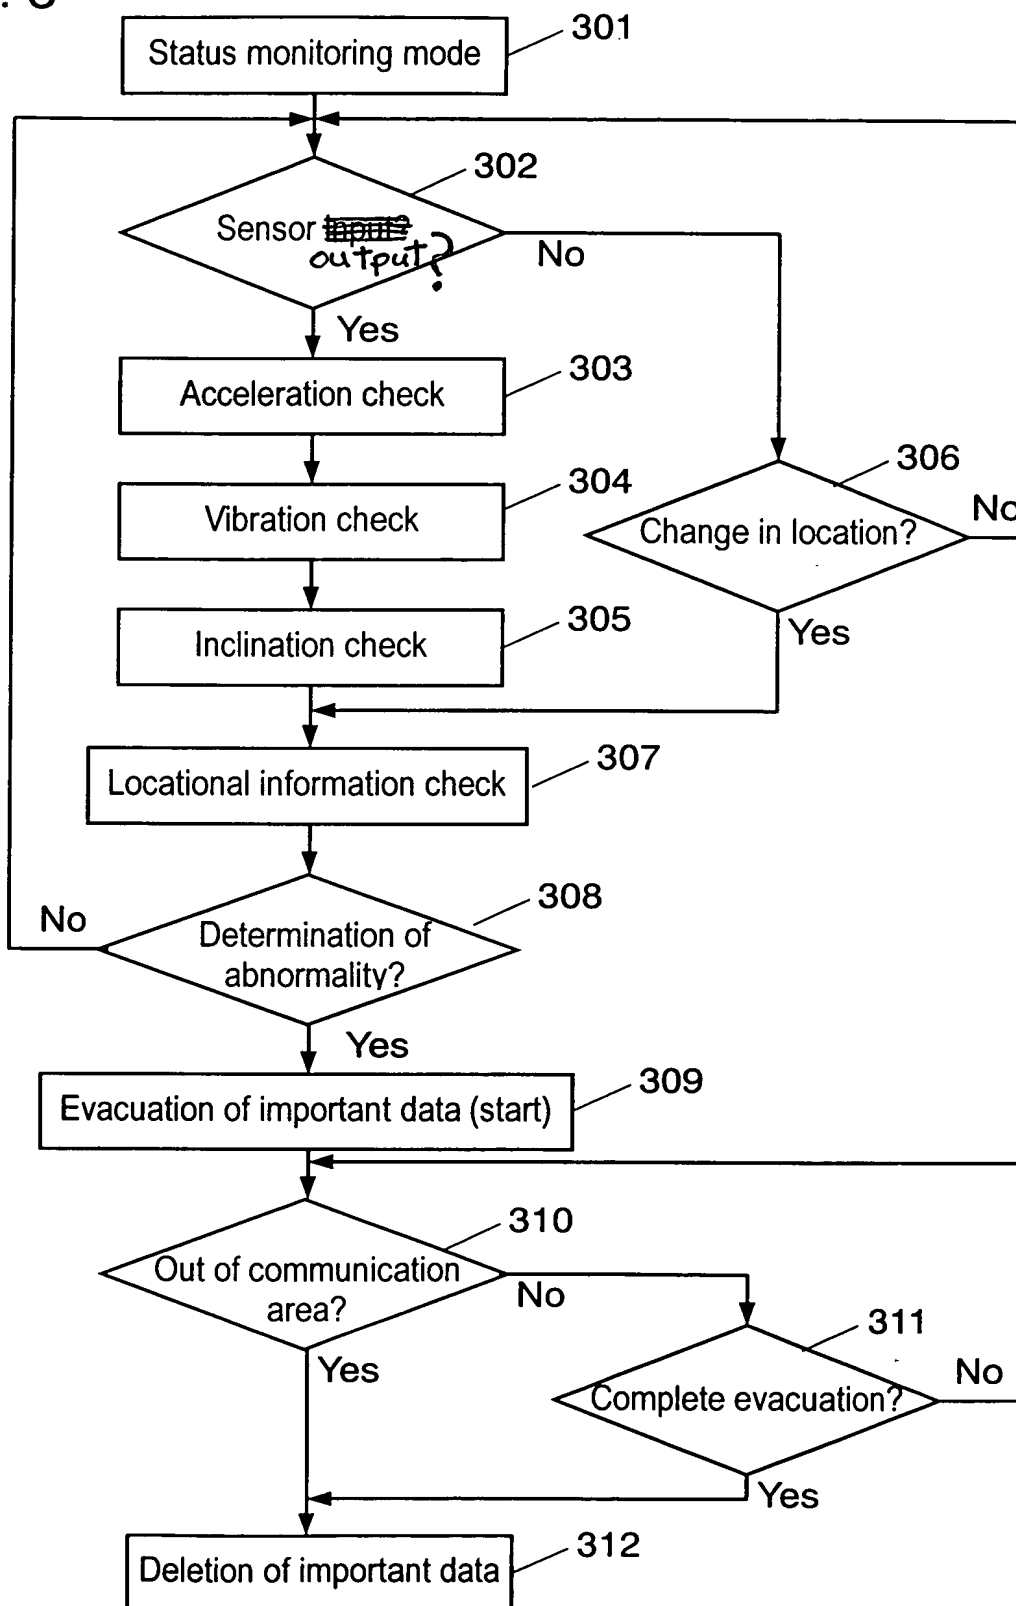 Status monitoring mode
301
302
Sensor input?
output?
No
Yes
Acceleration check
303
306
Vibration check
304
Change in location?
No
Inclination check
305
Yes
Locational information check
307
308
No
Determination of
abnormality?
Yes
309
Evacuation of important data (start)
310
Out of communication
area?
No
311
Yes
Complete evacuation?
No
Yes
Deletion of important data
312